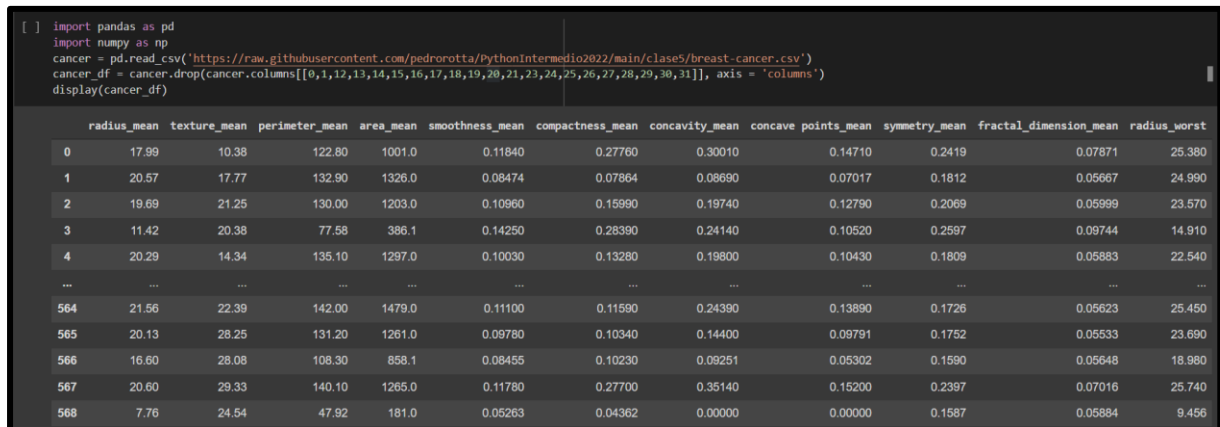 [ ] import pandas as pd
import numpy as np
cancer = pd.read_csv('https://raw.githubusercontent.com/pedrorotta/PythonIntermedio2022/main/clase5/breast-cancer.csv')
cancer_df = cancer.drop(cancer.columns[[0,1,12,13,14,15,16,17,18,19,20,21,23,24,25,26,27,28,29,30,31]], axis = 'columns')
display(cancer_df)
radius_mean texture_mean perimeter_mean area_mean smoothness_mean compactness_mean concavity_mean concave points_mean symmetry_mean fractal_dimension_mean radius_worst
0 17.99 10.38 122.80 1001.0 0.11840 0.27760 0.30010 0.14710 0.2419 0.07871 25.380
1 20.57 17.77 132.90 1326.0 0.08474 0.07864 0.08690 0.07017 0.1812 0.05667 24.990
2 19.69 21.25 130.00 1203.0 0.10960 0.15990 0.19740 0.12790 0.2069 0.05999 23.570
3 11.42 20.38 77.58 386.1 0.14250 0.28390 0.24140 0.10520 0.2597 0.09744 14.910
4 20.29 14.34 135.10 1297.0 0.10030 0.13280 0.19800 0.10430 0.1809 0.05883 22.540
... ... ... ... ... ... ... ... ... ... ... ...
564 21.56 22.39 142.00 1479.0 0.11100 0.11590 0.24390 0.13890 0.1726 0.05623 25.450
565 20.13 28.25 131.20 1261.0 0.09780 0.10340 0.14400 0.09791 0.1752 0.05533 23.690
566 16.60 28.08 108.30 858.1 0.08455 0.10230 0.09251 0.05302 0.1590 0.05648 18.980
567 20.60 29.33 140.10 1265.0 0.11780 0.27700 0.35140 0.15200 0.2397 0.07016 25.740
568 7.76 24.54 47.92 181.0 0.05263 0.04362 0.00000 0.00000 0.1587 0.05884 9.456